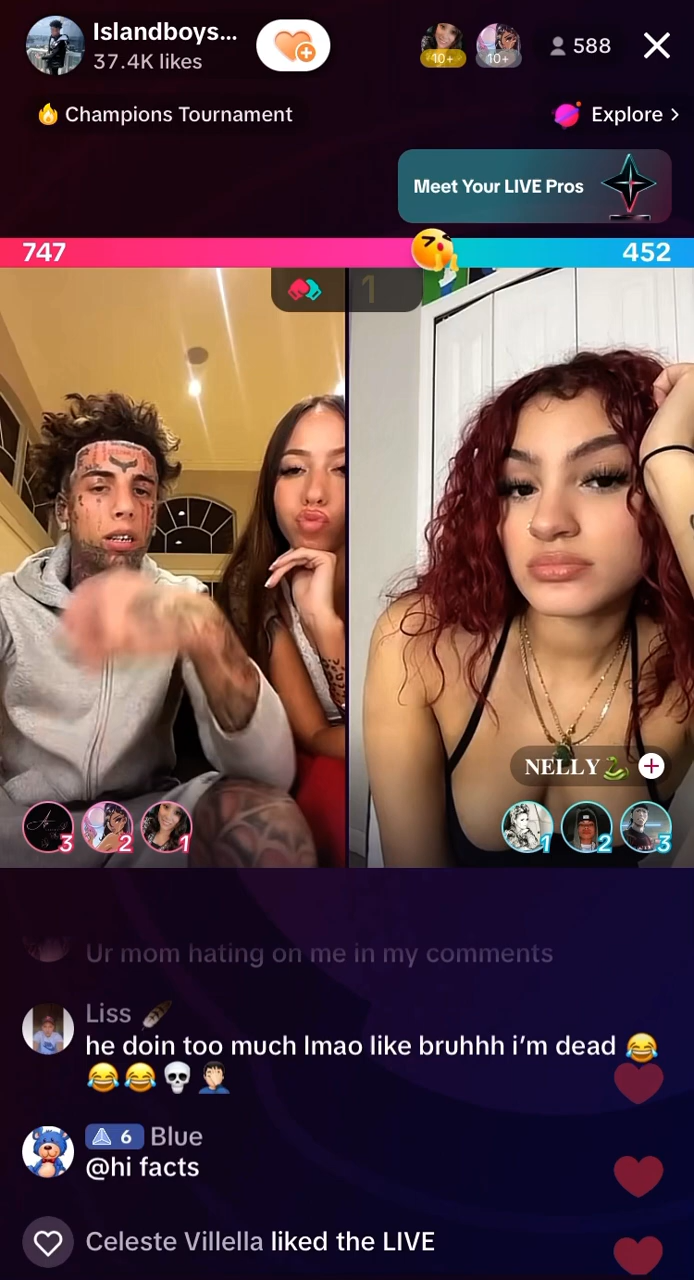 Islandboys...
37.4K likes
10+
10+
588
🔥 Champions Tournament
Explore >
Meet Your LIVE Pros
747
452
1
NELLY🐍
3
2
1
1
2
3
Ur mom hating on me in my comments
Liss 🪶
he doin too much lmao like bruhhh i’m dead 😂
😂😂💀🤦🏻‍♂️
6 Blue
@hi facts
Celeste Villella liked the LIVE